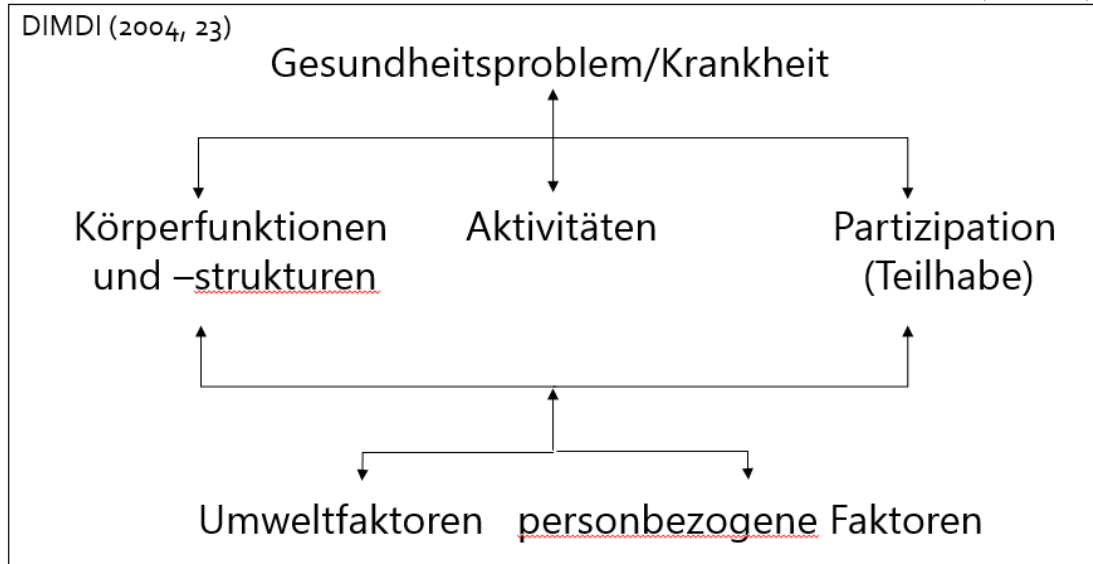 DIMDI (2004, 23)
Gesundheitsproblem/Krankheit
Körperfunktionen Aktivitäten Partizipation
und –strukturen (Teilhabe)
Umweltfaktoren personbezogene Faktoren